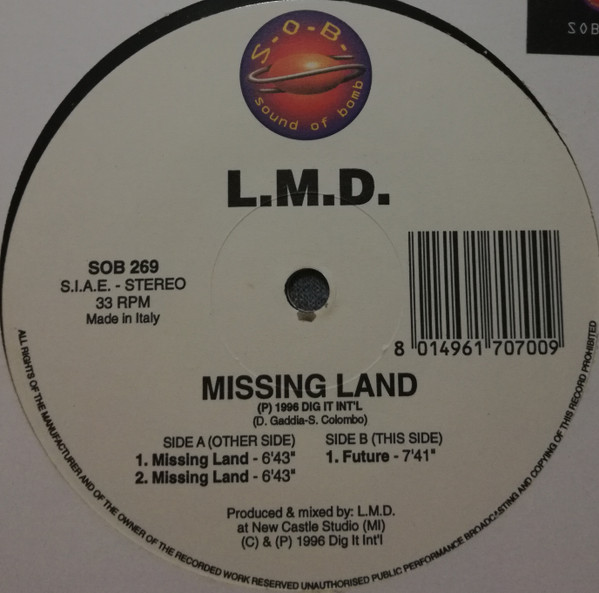 S.O.B.
sound of bomb
SOB
L.M.D.
SOB 269
S.I.A.E. - STEREO
33 RPM
Made in Italy
8 014961 707009
MISSING LAND
(P) 1996 DIG IT INT'L
(D. Gaddia-S. Colombo)
SIDE A (OTHER SIDE)
1. Missing Land - 6'43"
2. Missing Land - 6'43"
SIDE B (THIS SIDE)
1. Future - 7'41"
Produced & mixed by: L.M.D.
at New Castle Studio (MI)
(C) & (P) 1996 Dig It Int'l
ALL RIGHTS OF THE MANUFACTURER AND OF THE OWNER OF THE RECORDED WORK RESERVED UNAUTHORISED PUBLIC PERFORMANCE BROADCASTING AND COPYING OF THIS RECORD PROHIBITED